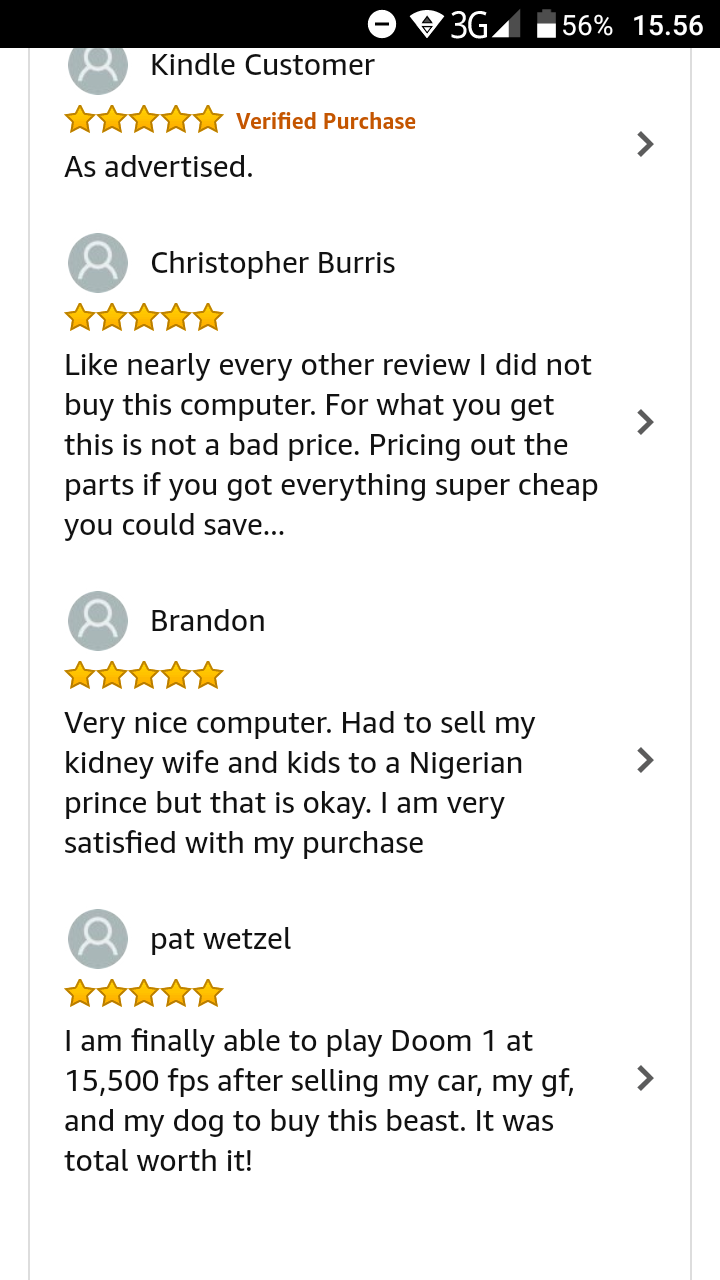 3G 56% 15.56
Kindle Customer
Verified Purchase
As advertised.
Christopher Burris
Like nearly every other review I did not
buy this computer. For what you get
this is not a bad price. Pricing out the
parts if you got everything super cheap
you could save...
Brandon
Very nice computer. Had to sell my
kidney wife and kids to a Nigerian
prince but that is okay. I am very
satisfied with my purchase
pat wetzel
I am finally able to play Doom 1 at
15,500 fps after selling my car, my gf,
and my dog to buy this beast. It was
total worth it!